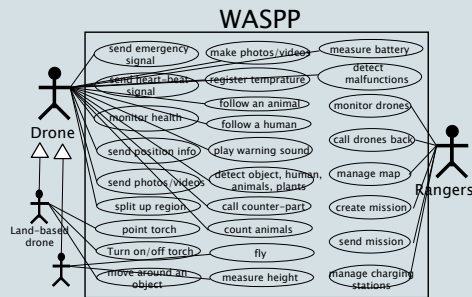 WASPP
send emergency
signal
make photos/videos
measure battery
send heart-beat
signal
register temprature
detect
malfunctions
monitor health
follow an animal
monitor drones
follow a human
Drone
send position info
play warning sound
call drones back
Rangers
send photos/videos
detect object, human,
animals, plants
manage map
split up region
call counter-part
create mission
Land-based
drone
point torch
count animals
Turn on/off torch
fly
send mission
move around an
object
measure height
manage charging
stations